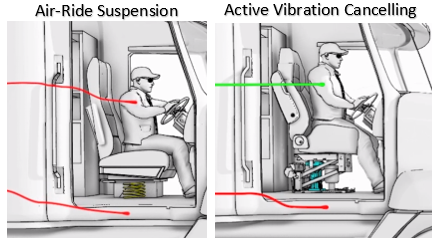 Air-Ride Suspension
Active Vibration Cancelling